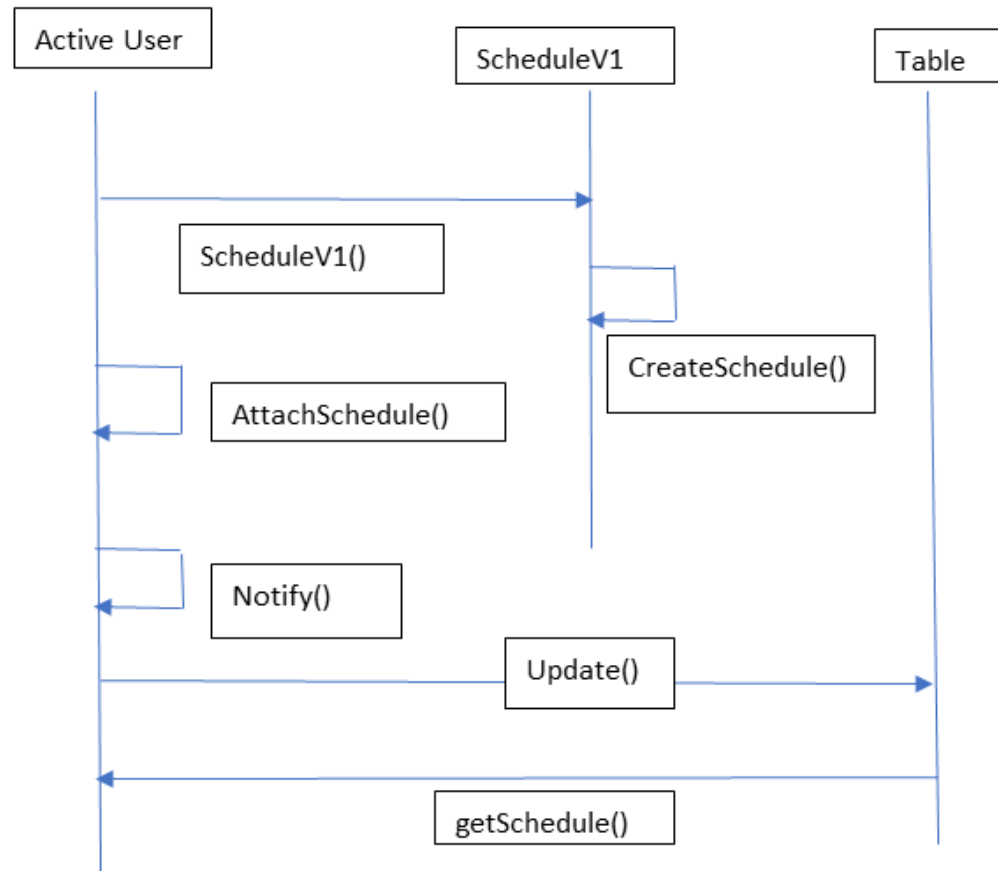 Active User
ScheduleV1
Table
ScheduleV1()
CreateSchedule()
AttachSchedule()
Notify()
Update()
getSchedule()